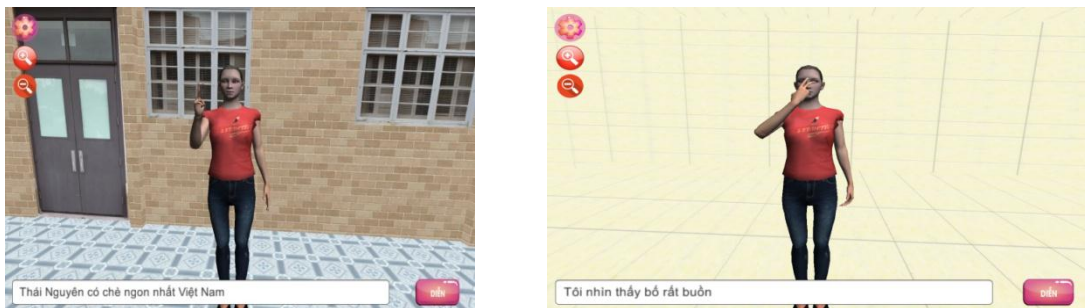 Thái Nguyên có chè ngon nhất Việt Nam
DIỄN
Tôi nhìn thấy bố rất buồn
DIỄN